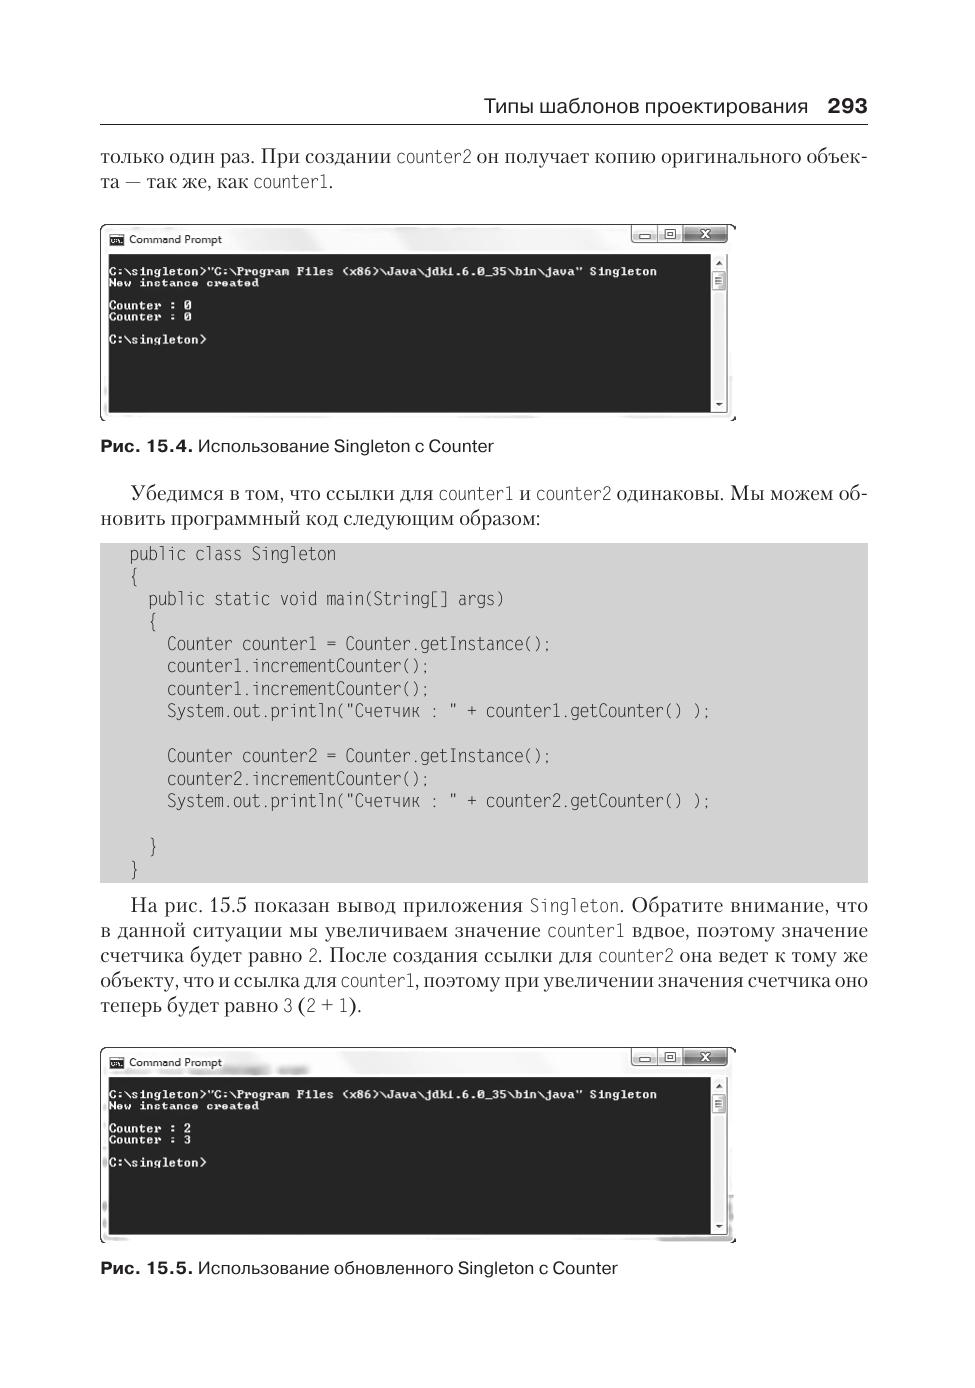 Типы шаблонов проектирования 293
только один раз. При создании counter2 он получает копию оригинального объек-
та — так же, как counter1.
Command Prompt
C:\singleton>"C:\Program Files (x86)\Java\jdk1.6.0_35\bin\java" Singleton
New instance created
Counter : 0
Counter : 0
C:\singleton>
Рис. 15.4. Использование Singleton с Counter
Убедимся в том, что ссылки для counter1 и counter2 одинаковы. Мы можем об-
новить программный код следующим образом:
public class Singleton
{
public static void main(String[] args)
{
Counter counter1 = Counter.getInstance();
counter1.incrementCounter();
counter1.incrementCounter();
System.out.println("Счетчик : " + counter1.getCounter() );
Counter counter2 = Counter.getInstance();
counter2.incrementCounter();
System.out.println("Счетчик : " + counter2.getCounter() );
}
}
На рис. 15.5 показан вывод приложения Singleton. Обратите внимание, что
в данной ситуации мы увеличиваем значение counter1 вдвое, поэтому значение
счетчика будет равно 2. После создания ссылки для counter2 она ведет к тому же
объекту, что и ссылка для counter1, поэтому при увеличении значения счетчика оно
теперь будет равно 3 (2 + 1).
Command Prompt
C:\singleton>"C:\Program Files (x86)\Java\jdk1.6.0_35\bin\java" Singleton
New instance created
Counter : 2
Counter : 3
C:\singleton>
Рис. 15.5. Использование обновленного Singleton с Counter